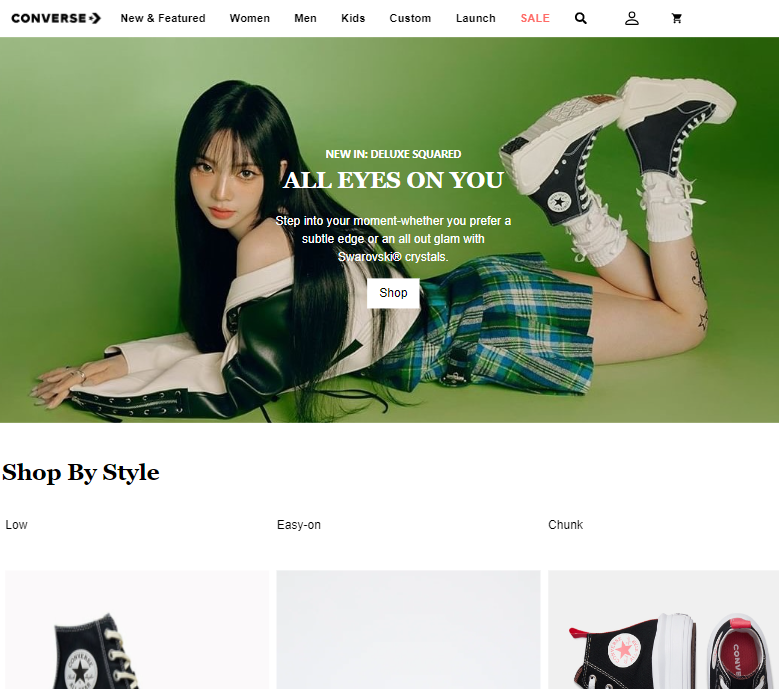 CONVERSE New & Featured Women Men Kids Custom Launch SALE
NEW IN: DELUXE SQUARED
ALL EYES ON YOU
Step into your moment-whether you prefer a
subtle edge or an all out glam with
Swarovski® crystals.
Shop
Shop By Style
Low Easy-on Chunk
CONVERSE
CONVERSE
CONV